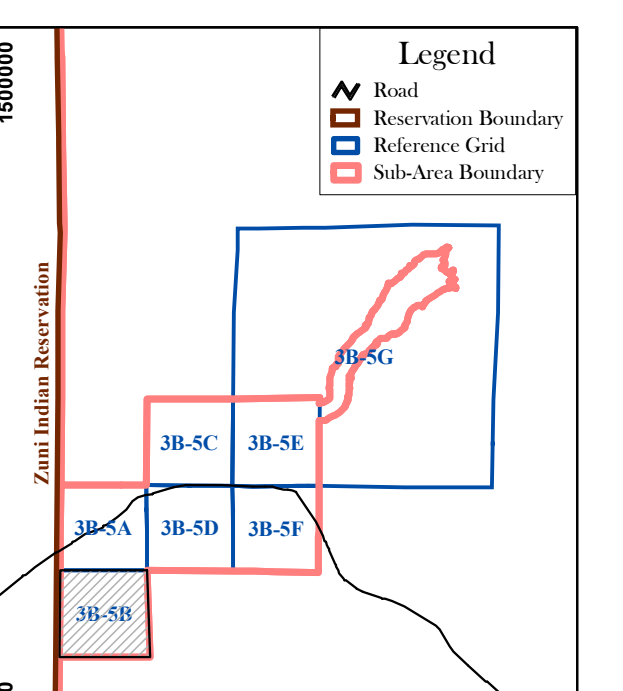 1500000
Legend
Road
Reservation Boundary
Reference Grid
Sub-Area Boundary
Zuni Indian Reservation
3B-5G
3B-5C
3B-5E
3B-5A
3B-5D
3B-5F
3B-5B
0